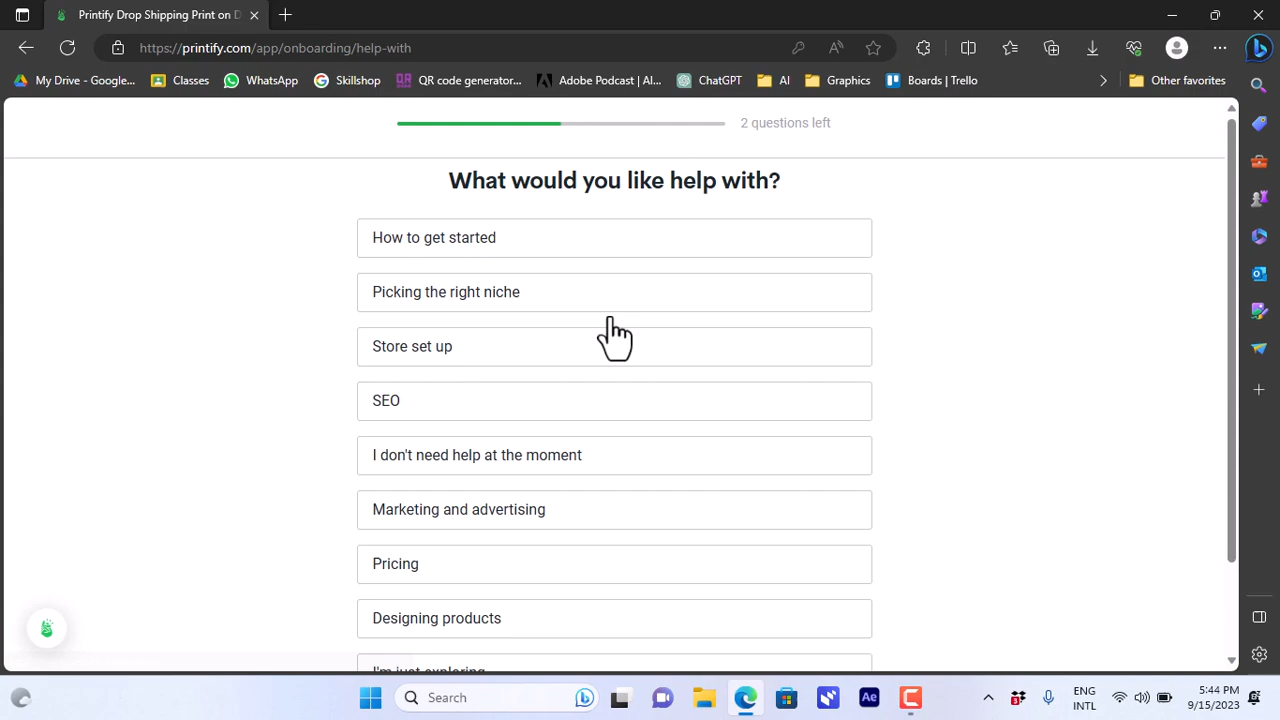 Printify Drop Shipping Print on D
https://printify.com/app/onboarding/help-with
My Drive - Google...
Classes
WhatsApp
Skillshop
QR code generator...
Adobe Podcast | AI...
ChatGPT
AI
Graphics
Boards | Trello
Other favorites
2 questions left
What would you like help with?
How to get started
Picking the right niche
Store set up
SEO
I don't need help at the moment
Marketing and advertising
Pricing
Designing products
I'm just exploring
Search
Ae
ENG
INTL
5:44 PM
9/15/2023